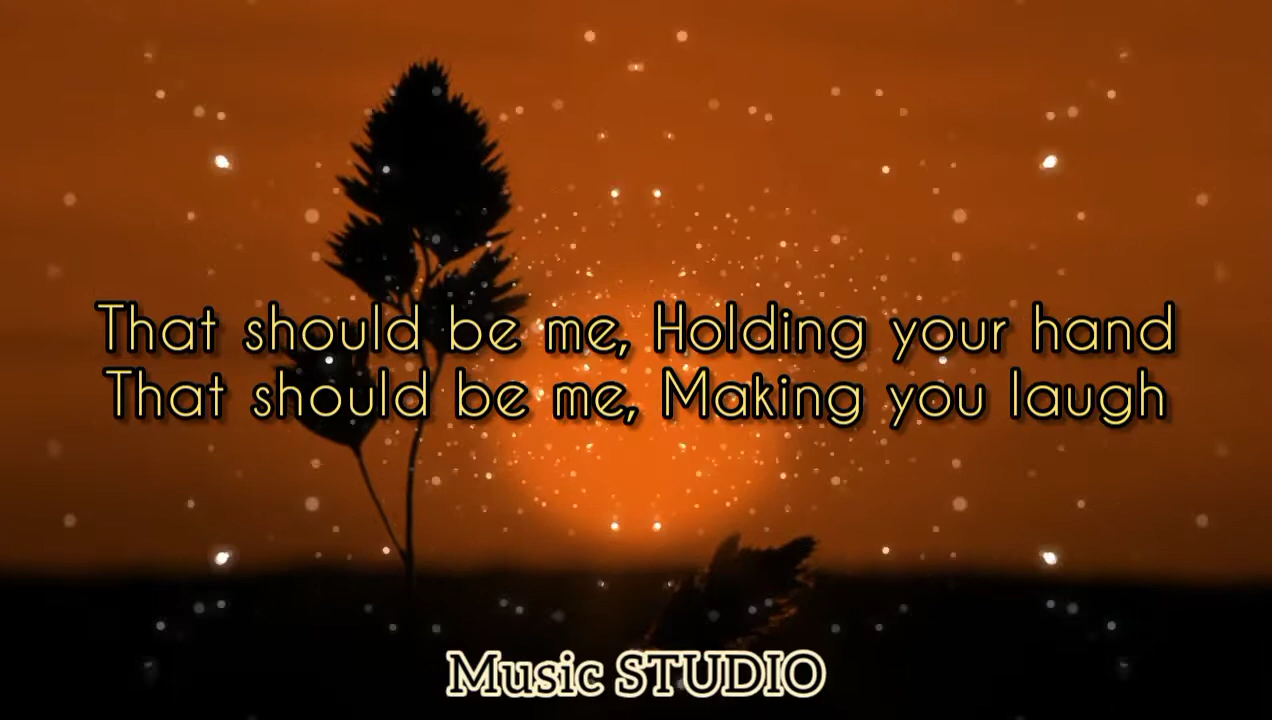 That should be me, Holding your hand
That should be me, Making you laugh
Music STUDIO